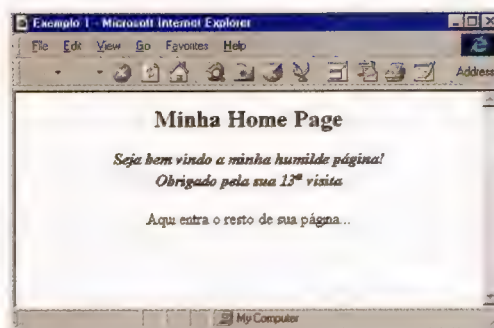 Exemplo 1 - Microsoft Internet Explorer
File Edit View Go Favorites Help
Address
Minha Home Page
Seja bem vindo a minha humilde página!
Obrigado pela sua 13ª visita
Aqui entra o resto de sua página...
My Computer